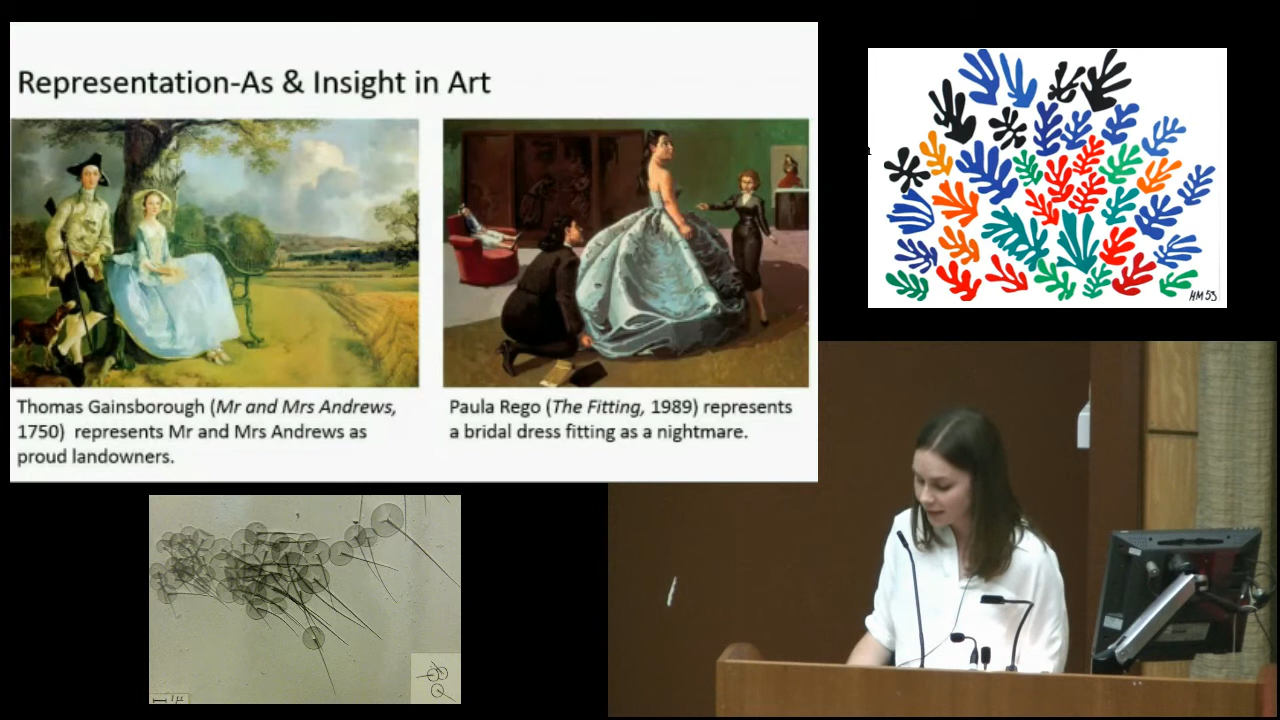 Representation-As & Insight in Art
Thomas Gainsborough (Mr and Mrs Andrews,
1750) represents Mr and Mrs Andrews as
proud landowners.
Paula Rego (The Fitting, 1989) represents
a bridal dress fitting as a nightmare.
HM 53
1 µ